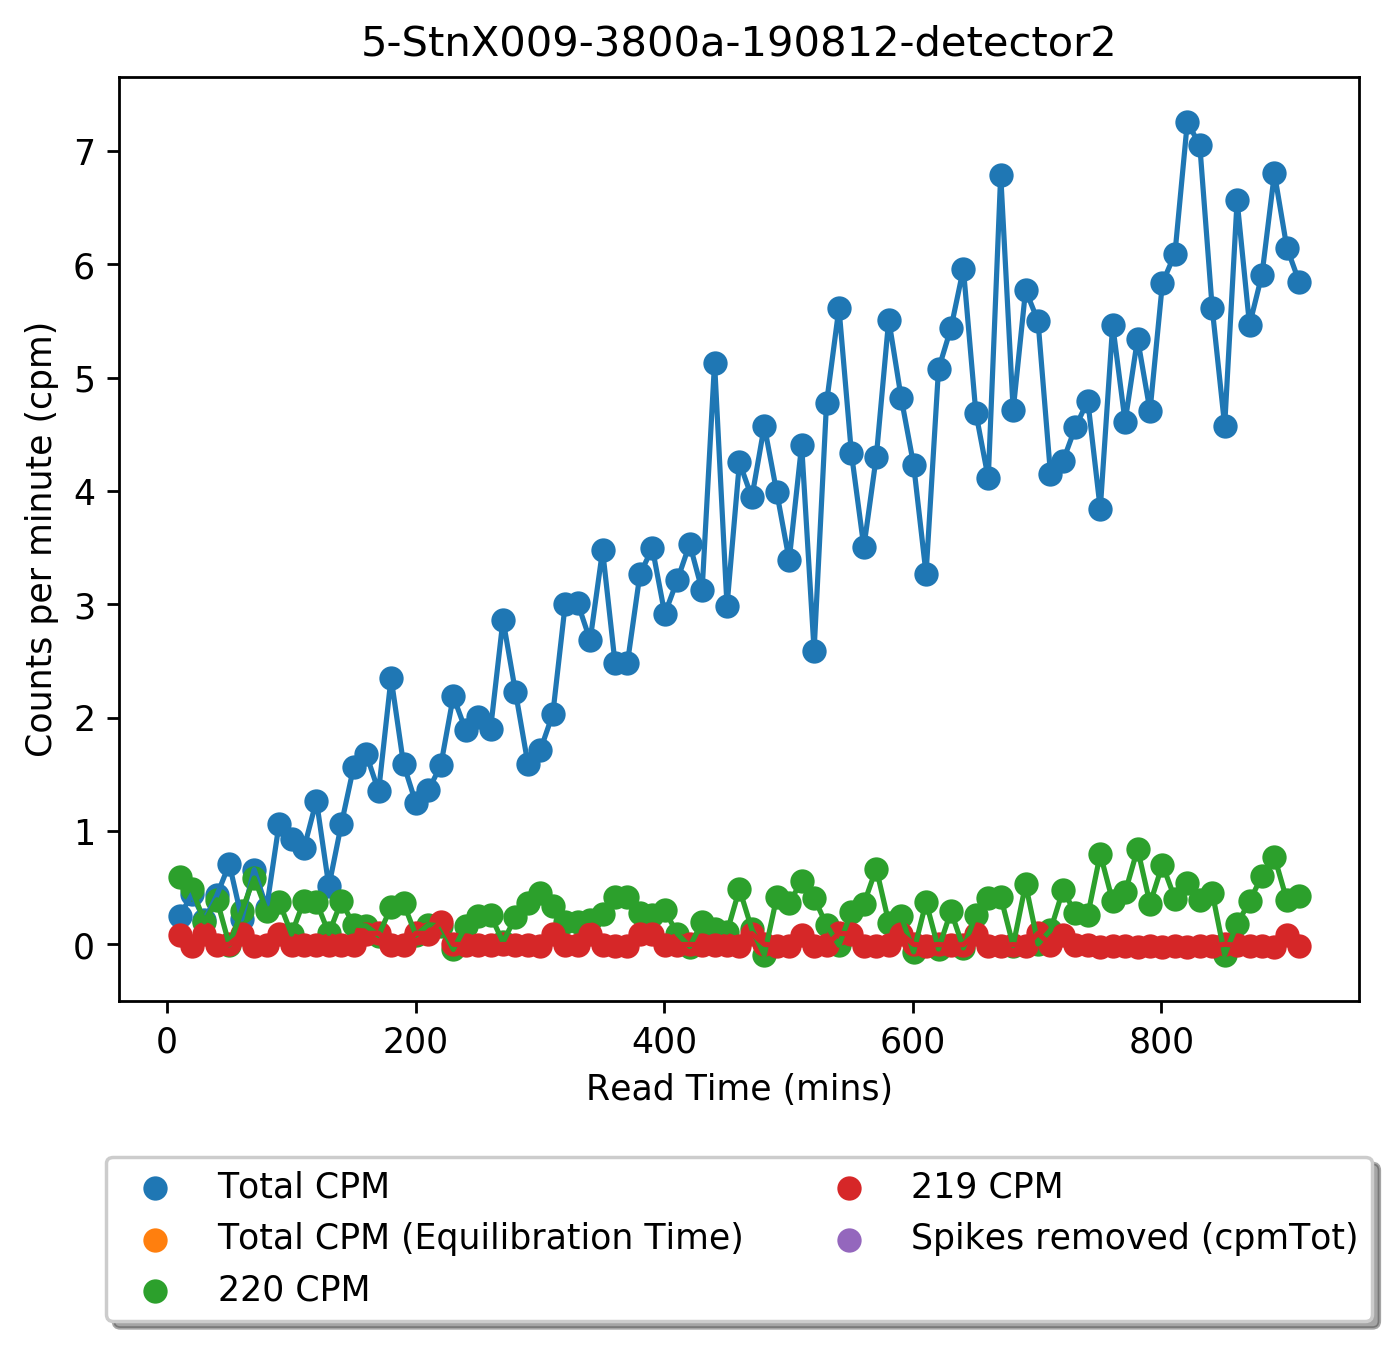 5-StnX009-3800a-190812-detector2
7
6
5
4
3
2
1
0
Counts per minute (cpm)
0 200 400 600 800
Read Time (mins)
Total CPM
Total CPM (Equilibration Time)
220 CPM
219 CPM
Spikes removed (cpmTot)